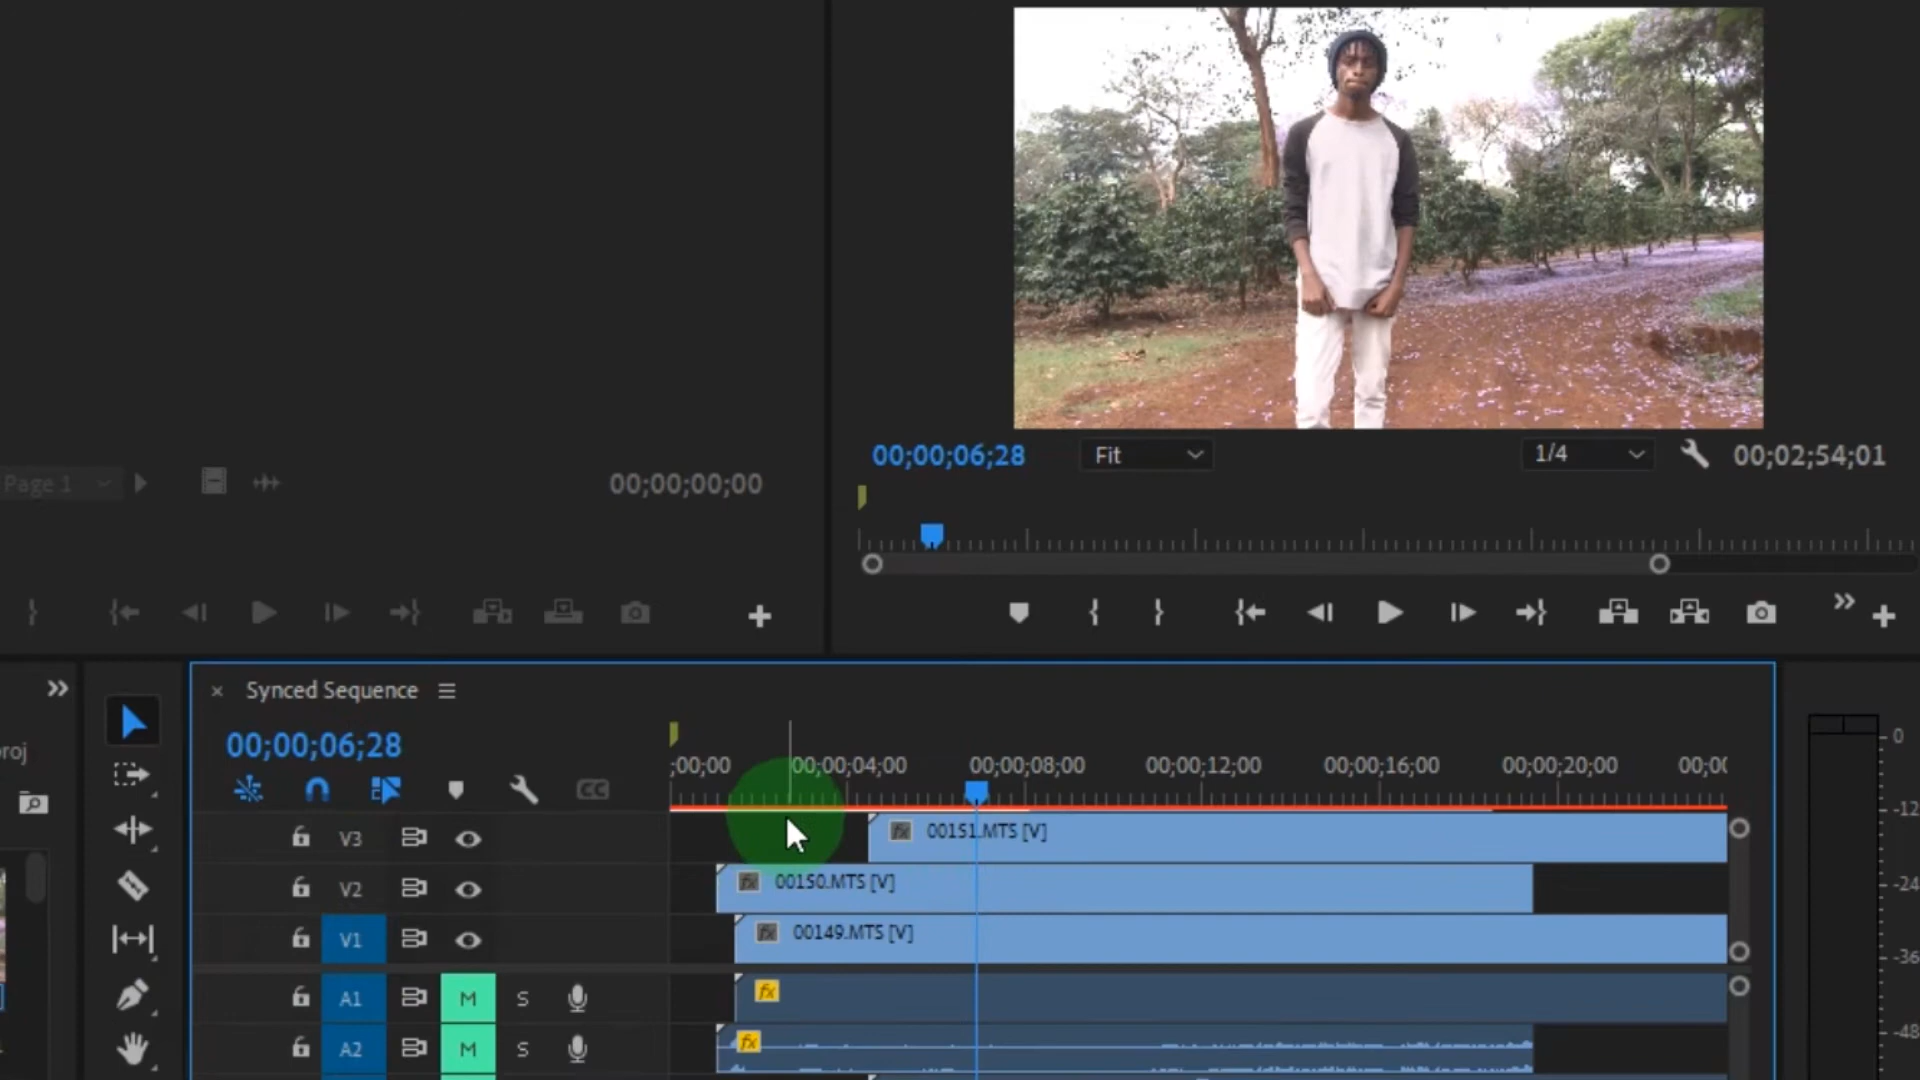 00;00;06;28
Fit
1/4
00;02;54;01
Page 1
00;00;00;00
Synced Sequence
00;00;06;28
;00;00
00;00;04;00
00;00;08;00
00;00;12;00
00;00;16;00
00;00;20;00
00;0
roj
CC
V3
00151.MTS [V]
V2
00150.MTS [V]
V1
00149.MTS [V]
A1
M
S
fx
A2
M
S
fx
0
-12
-24
-36
-48